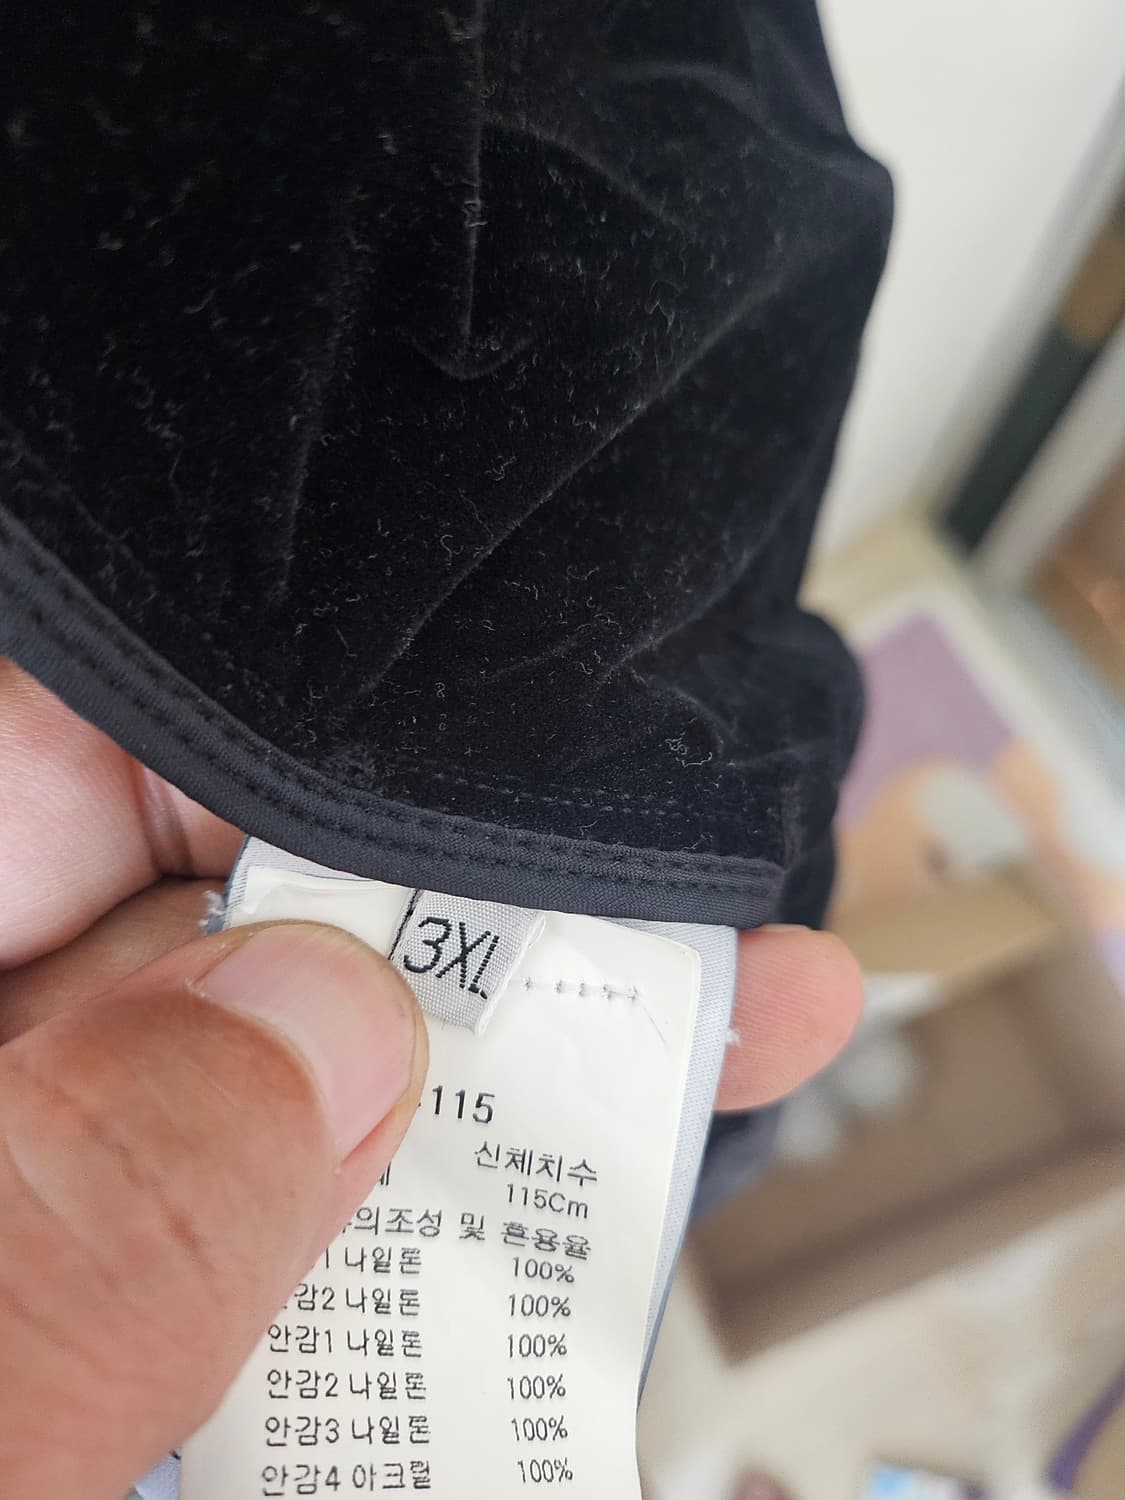 3XL
115
신체치수
115Cm
의조성 및 혼용율
1 나일론 100%
감2 나일론 100%
안감1 나일론 100%
안감2 나일론 100%
안감3 나일론 100%
안감4 아크릴 100%